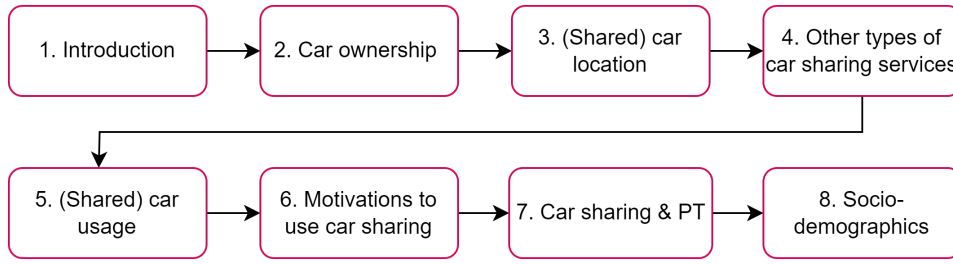 1. Introduction
2. Car ownership
3. (Shared) car
location
4. Other types of
car sharing services
5. (Shared) car
usage
6. Motivations to
use car sharing
7. Car sharing & PT
8. Socio-
demographics